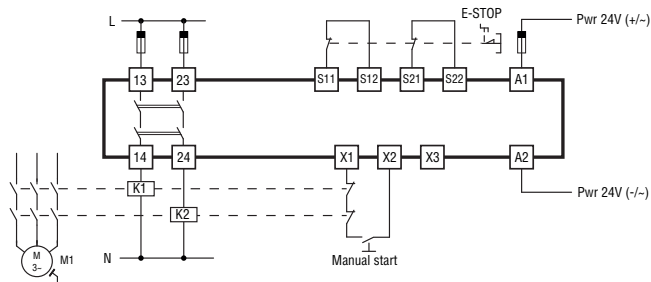 E-STOP
L
Pwr 24V (+/~)
13 23 S11 S12 S21 S22 A1
14 24 X1 X2 X3 A2
K1
Pwr 24V (-/~)
K2
M
3~
M1
N
Manual start